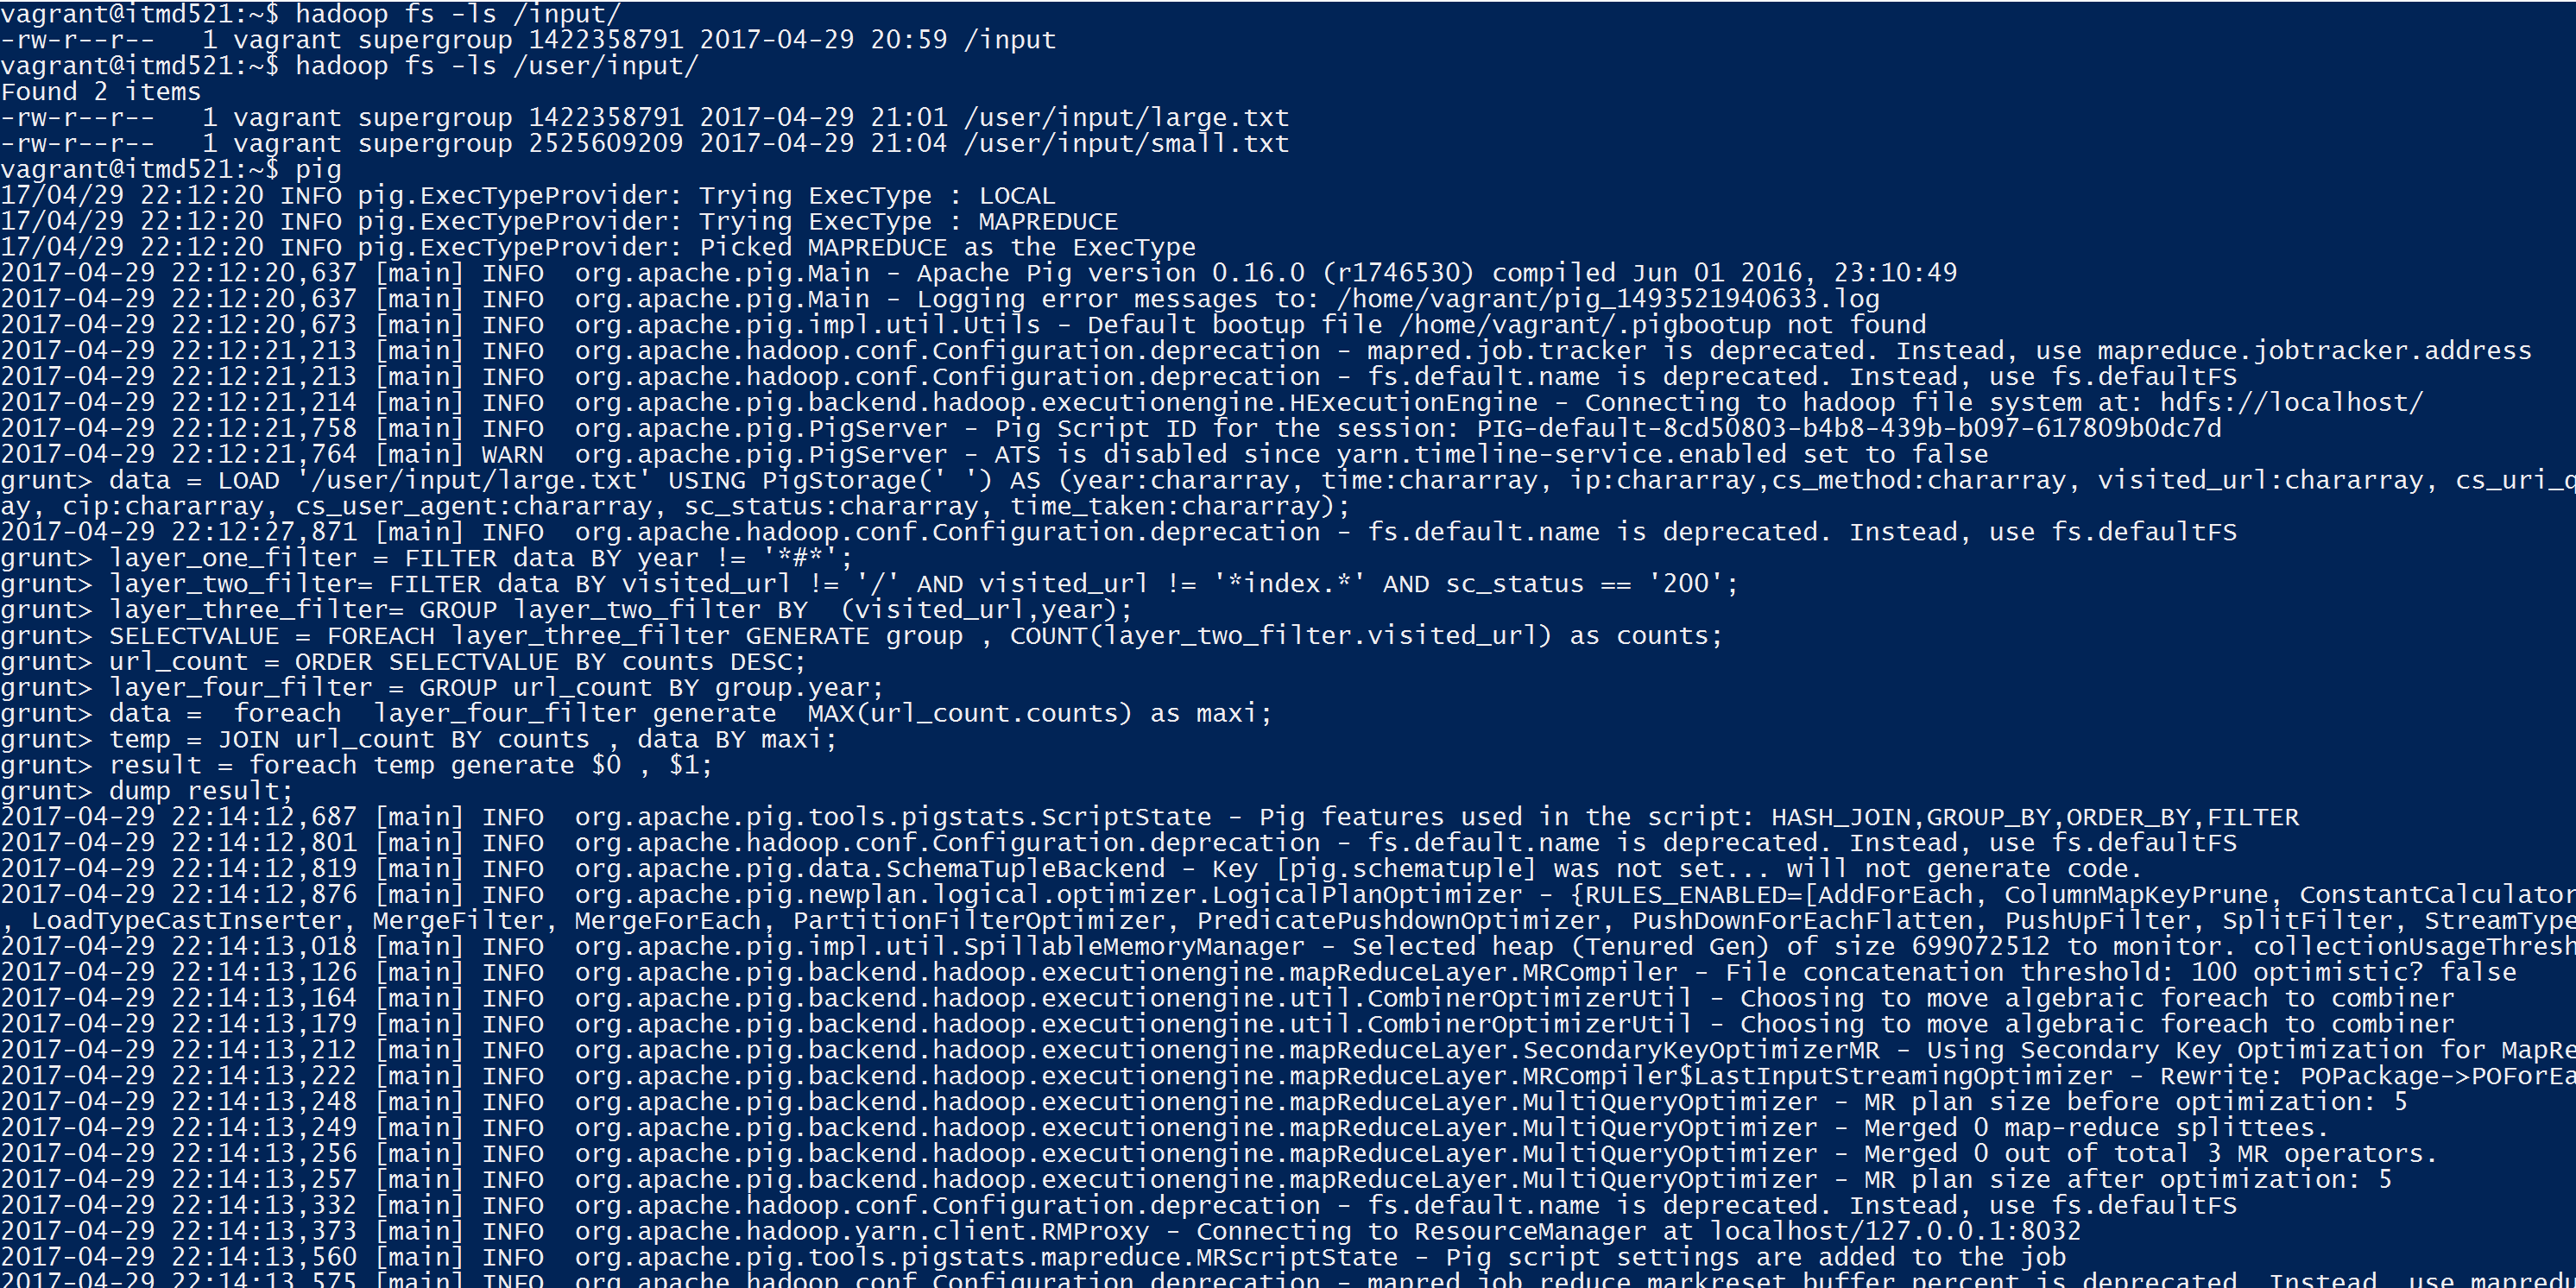 vagrant@itmd521:~$ hadoop fs -ls /input/
-rw-r--r--   1 vagrant supergroup 1422358791 2017-04-29 20:59 /input
vagrant@itmd521:~$ hadoop fs -ls /user/input/
Found 2 items
-rw-r--r--   1 vagrant supergroup 1422358791 2017-04-29 21:01 /user/input/large.txt
-rw-r--r--   1 vagrant supergroup 2525609209 2017-04-29 21:04 /user/input/small.txt
vagrant@itmd521:~$ pig
17/04/29 22:12:20 INFO pig.ExecTypeProvider: Trying ExecType : LOCAL
17/04/29 22:12:20 INFO pig.ExecTypeProvider: Trying ExecType : MAPREDUCE
17/04/29 22:12:20 INFO pig.ExecTypeProvider: Picked MAPREDUCE as the ExecType
2017-04-29 22:12:20,637 [main] INFO  org.apache.pig.Main - Apache Pig version 0.16.0 (r1746530) compiled Jun 01 2016, 23:10:49
2017-04-29 22:12:20,637 [main] INFO  org.apache.pig.Main - Logging error messages to: /home/vagrant/pig_1493521940633.log
2017-04-29 22:12:20,673 [main] INFO  org.apache.pig.impl.util.Utils - Default bootup file /home/vagrant/.pigbootup not found
2017-04-29 22:12:21,213 [main] INFO  org.apache.hadoop.conf.Configuration.deprecation - mapred.job.tracker is deprecated. Instead, use mapreduce.jobtracker.address
2017-04-29 22:12:21,213 [main] INFO  org.apache.hadoop.conf.Configuration.deprecation - fs.default.name is deprecated. Instead, use fs.defaultFS
2017-04-29 22:12:21,214 [main] INFO  org.apache.pig.backend.hadoop.executionengine.HExecutionEngine - Connecting to hadoop file system at: hdfs://localhost/
2017-04-29 22:12:21,758 [main] INFO  org.apache.pig.PigServer - Pig Script ID for the session: PIG-default-8cd50803-b4b8-439b-b097-617809b0dc7d
2017-04-29 22:12:21,764 [main] WARN  org.apache.pig.PigServer - ATS is disabled since yarn.timeline-service.enabled set to false
grunt> data = LOAD '/user/input/large.txt' USING PigStorage(' ') AS (year:chararray, time:chararray, ip:chararray,cs_method:chararray, visited_url:chararray, cs_uri_q
ay, cip:chararray, cs_user_agent:chararray, sc_status:chararray, time_taken:chararray);
2017-04-29 22:12:27,871 [main] INFO  org.apache.hadoop.conf.Configuration.deprecation - fs.default.name is deprecated. Instead, use fs.defaultFS
grunt> layer_one_filter = FILTER data BY year != '*#*';
grunt> layer_two_filter= FILTER data BY visited_url != '/' AND visited_url != '*index.*' AND sc_status == '200';
grunt> layer_three_filter= GROUP layer_two_filter BY  (visited_url,year);
grunt> SELECTVALUE = FOREACH layer_three_filter GENERATE group , COUNT(layer_two_filter.visited_url) as counts;
grunt> url_count = ORDER SELECTVALUE BY counts DESC;
grunt> layer_four_filter = GROUP url_count BY group.year;
grunt> data =  foreach  layer_four_filter generate  MAX(url_count.counts) as maxi;
grunt> temp = JOIN url_count BY counts , data BY maxi;
grunt> result = foreach temp generate $0 , $1;
grunt> dump result;
2017-04-29 22:14:12,687 [main] INFO  org.apache.pig.tools.pigstats.ScriptState - Pig features used in the script: HASH_JOIN,GROUP_BY,ORDER_BY,FILTER
2017-04-29 22:14:12,801 [main] INFO  org.apache.hadoop.conf.Configuration.deprecation - fs.default.name is deprecated. Instead, use fs.defaultFS
2017-04-29 22:14:12,819 [main] INFO  org.apache.pig.data.SchemaTupleBackend - Key [pig.schematuple] was not set... will not generate code.
2017-04-29 22:14:12,876 [main] INFO  org.apache.pig.newplan.logical.optimizer.LogicalPlanOptimizer - {RULES_ENABLED=[AddForEach, ColumnMapKeyPrune, ConstantCalculator
, LoadTypeCastInserter, MergeFilter, MergeForEach, PartitionFilterOptimizer, PredicatePushdownOptimizer, PushDownForEachFlatten, PushUpFilter, SplitFilter, StreamType
2017-04-29 22:14:13,018 [main] INFO  org.apache.pig.impl.util.SpillableMemoryManager - Selected heap (Tenured Gen) of size 699072512 to monitor. collectionUsageThresh
2017-04-29 22:14:13,126 [main] INFO  org.apache.pig.backend.hadoop.executionengine.mapReduceLayer.MRCompiler - File concatenation threshold: 100 optimistic? false
2017-04-29 22:14:13,164 [main] INFO  org.apache.pig.backend.hadoop.executionengine.util.CombinerOptimizerUtil - Choosing to move algebraic foreach to combiner
2017-04-29 22:14:13,179 [main] INFO  org.apache.pig.backend.hadoop.executionengine.util.CombinerOptimizerUtil - Choosing to move algebraic foreach to combiner
2017-04-29 22:14:13,212 [main] INFO  org.apache.pig.backend.hadoop.executionengine.mapReduceLayer.SecondaryKeyOptimizerMR - Using Secondary Key Optimization for MapRe
2017-04-29 22:14:13,222 [main] INFO  org.apache.pig.backend.hadoop.executionengine.mapReduceLayer.MRCompiler$LastInputStreamingOptimizer - Rewrite: POPackage->POForEa
2017-04-29 22:14:13,248 [main] INFO  org.apache.pig.backend.hadoop.executionengine.mapReduceLayer.MultiQueryOptimizer - MR plan size before optimization: 5
2017-04-29 22:14:13,249 [main] INFO  org.apache.pig.backend.hadoop.executionengine.mapReduceLayer.MultiQueryOptimizer - Merged 0 map-reduce splittees.
2017-04-29 22:14:13,256 [main] INFO  org.apache.pig.backend.hadoop.executionengine.mapReduceLayer.MultiQueryOptimizer - Merged 0 out of total 3 MR operators.
2017-04-29 22:14:13,257 [main] INFO  org.apache.pig.backend.hadoop.executionengine.mapReduceLayer.MultiQueryOptimizer - MR plan size after optimization: 5
2017-04-29 22:14:13,332 [main] INFO  org.apache.hadoop.conf.Configuration.deprecation - fs.default.name is deprecated. Instead, use fs.defaultFS
2017-04-29 22:14:13,373 [main] INFO  org.apache.hadoop.yarn.client.RMProxy - Connecting to ResourceManager at localhost/127.0.0.1:8032
2017-04-29 22:14:13,560 [main] INFO  org.apache.pig.tools.pigstats.mapreduce.MRScriptState - Pig script settings are added to the job
2017-04-29 22:14:13,575 [main] INFO  org.apache.hadoop.conf.Configuration.deprecation - mapred.job.reduce.markreset.buffer.percent is deprecated. Instead, use mapred